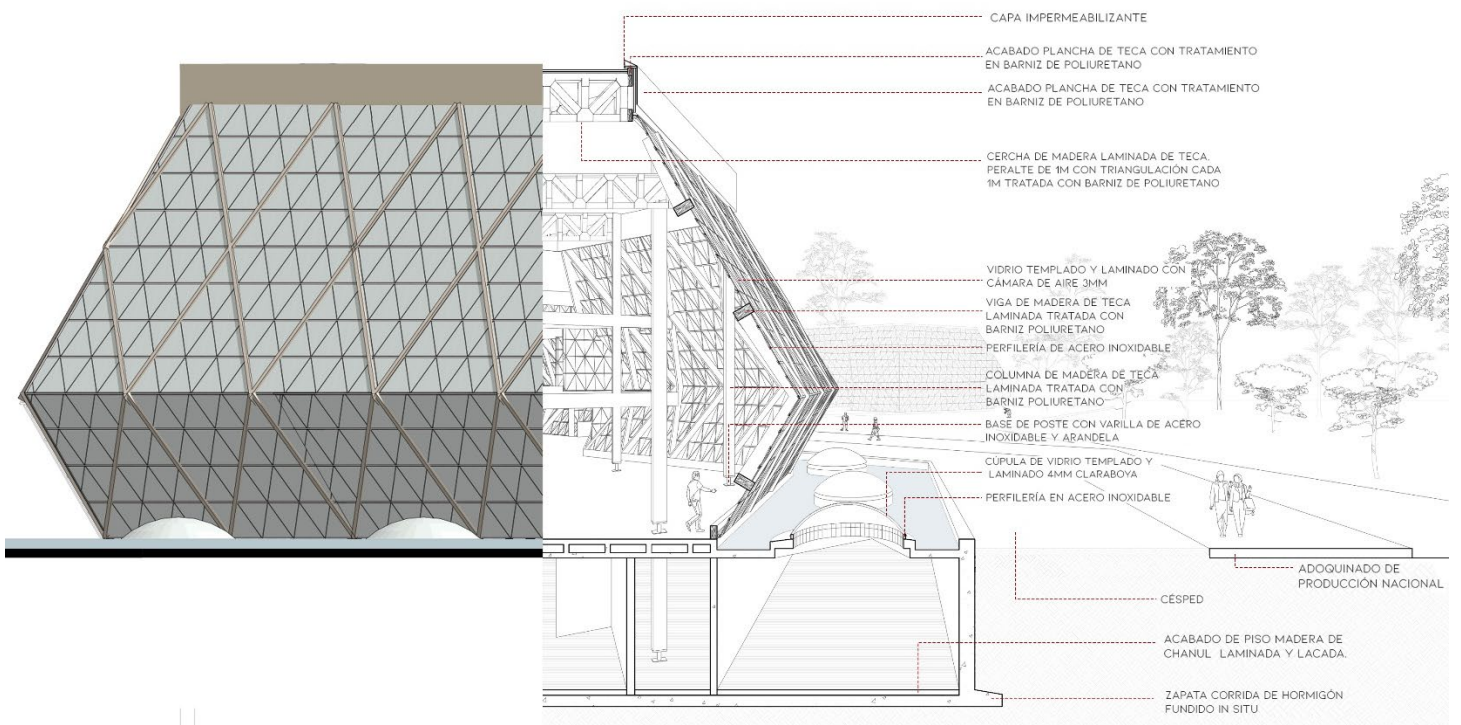 CAPA IMPERMEABILIZANTE
ACABADO PLANCHA DE TECA CON TRATAMIENTO
EN BARNIZ DE POLIURETANO
ACABADO PLANCHA DE TECA CON TRATAMIENTO
EN BARNIZ DE POLIURETANO
CERCHA DE MADERA LAMINADA DE TECA.
PERALTE DE 1M CON TRIANGULACIÓN CADA
1M TRATADA CON BARNIZ DE POLIURETANO
VIDRIO TEMPLADO Y LAMINADO CON
CÁMARA DE AIRE 3MM
VIGA DE MADERA DE TECA
LAMINADA TRATADA CON
BARNIZ POLIURETANO
PERFILERÍA DE ACERO INOXIDABLE
COLUMNA DE MADERA DE TECA
LAMINADA TRATADA CON
BARNIZ POLIURETANO
BASE DE POSTE CON VARILLA DE ACERO
INOXIDABLE Y ARANDELA
CÚPULA DE VIDRIO TEMPLADO Y
LAMINADO 4MM CLARABOYA
PERFILERÍA EN ACERO INOXIDABLE
ADOQUINADO DE
PRODUCCIÓN NACIONAL
CÉSPED
ACABADO DE PISO MADERA DE
CHANUL LAMINADA Y LACADA.
ZAPATA CORRIDA DE HORMIGÓN
FUNDIDO IN SITU